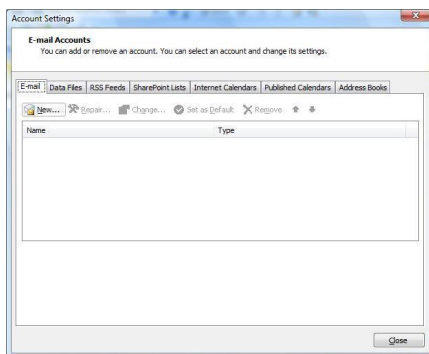 Account Settings
E-mail Accounts
You can add or remove an account. You can select an account and change its settings.
E-mail Data Files RSS Feeds SharePoint Lists Internet Calendars Published Calendars Address Books
New... Repair... Change... Set as Default Remove
Name Type
Close